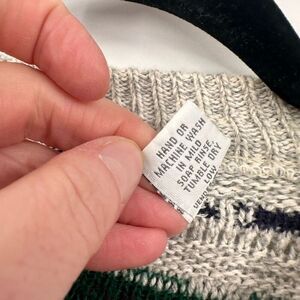 HAND OR
MACHINE WASH
IN MILD
SOAP RINSE,
TUMBLE DRY
LOW